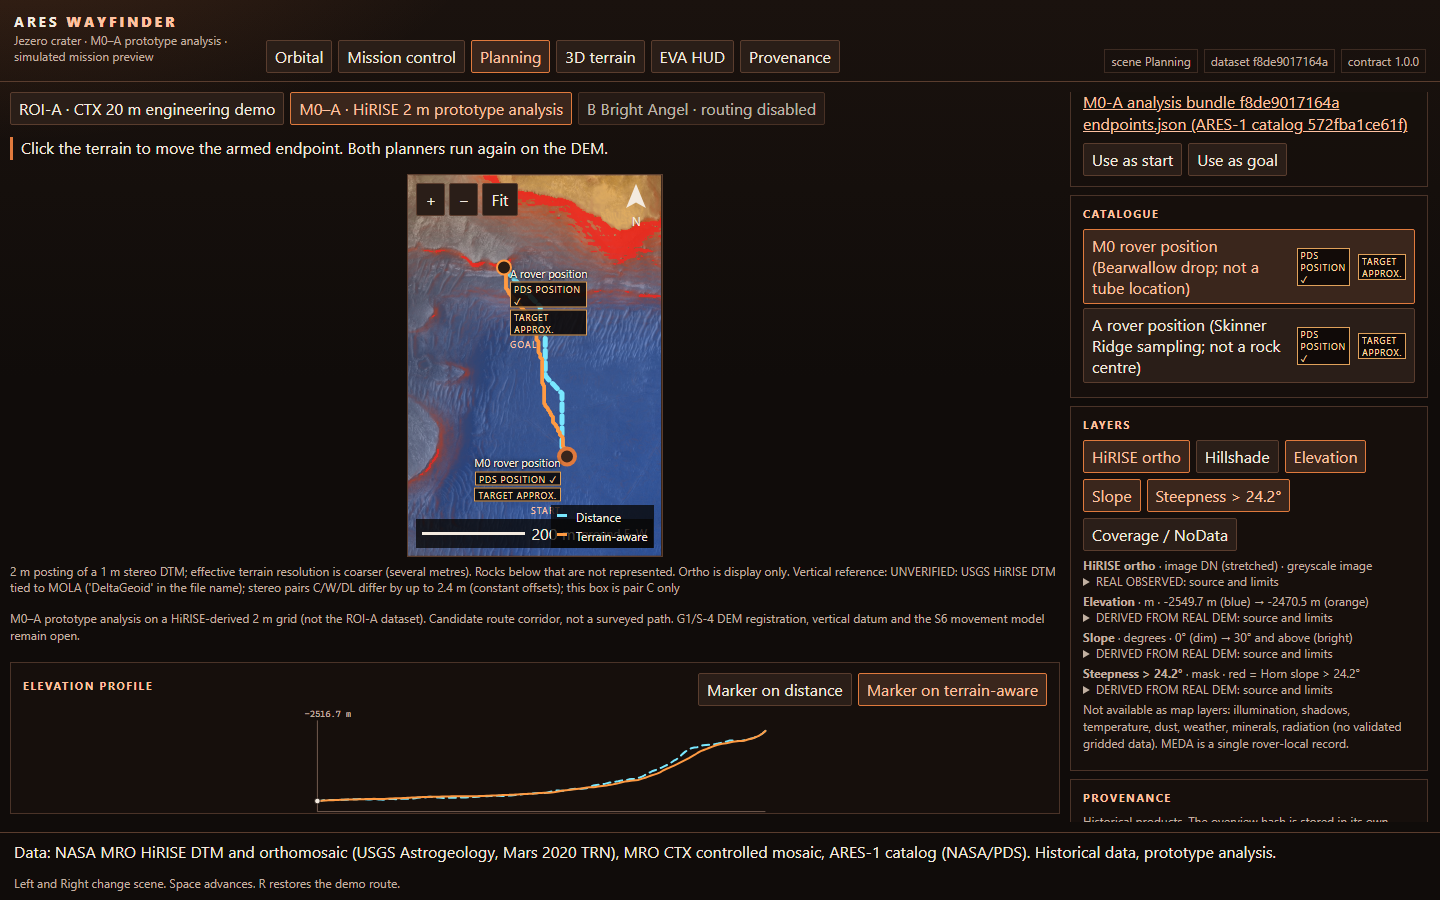 ARES WAYFINDER
Jezero crater · M0–A prototype analysis ·
simulated mission preview
Orbital
Mission control
Planning
3D terrain
EVA HUD
Provenance
scene Planning
dataset f8de9017164a
contract 1.0.0
ROI-A · CTX 20 m engineering demo
M0–A · HiRISE 2 m prototype analysis
B Bright Angel · routing disabled
Click the terrain to move the armed endpoint. Both planners run again on the DEM.
+
−
Fit
N
A rover position
PDS POSITION
✓
TARGET
APPROX.
GOAL
M0 rover position
PDS POSITION ✓
TARGET APPROX.
Distance
Terrain-aware
2 m posting of a 1 m stereo DTM; effective terrain resolution is coarser (several metres). Rocks below that are not represented. Ortho is display only. Vertical reference: UNVERIFIED: USGS HiRISE DTM
tied to MOLA ('DeltaGeoid' in the file name); stereo pairs C/W/DL differ by up to 2.4 m (constant offsets); this box is pair C only
M0–A prototype analysis on a HiRISE-derived 2 m grid (not the ROI-A dataset). Candidate route corridor, not a surveyed path. G1/S-4 DEM registration, vertical datum and the S6 movement model
remain open.
ELEVATION PROFILE
Marker on distance
Marker on terrain-aware
−2516.7 m
M0-A analysis bundle f8de9017164a
endpoints.json (ARES-1 catalog 572fba1ce61f)
Use as start
Use as goal
CATALOGUE
M0 rover position
(Bearwallow drop; not a
tube location)
PDS
POSITION
✓
TARGET
APPROX.
A rover position (Skinner
Ridge sampling; not a rock
centre)
PDS
POSITION
✓
TARGET
APPROX.
LAYERS
HiRISE ortho
Hillshade
Elevation
Slope
Steepness > 24.2°
Coverage / NoData
HiRISE ortho · image DN (stretched) · greyscale image
▶ REAL OBSERVED: source and limits
Elevation · m · -2549.7 m (blue) → -2470.5 m (orange)
▶ DERIVED FROM REAL DEM: source and limits
Slope · degrees · 0° (dim) → 30° and above (bright)
▶ DERIVED FROM REAL DEM: source and limits
Steepness > 24.2° · mask · red = Horn slope > 24.2°
▶ DERIVED FROM REAL DEM: source and limits
Not available as map layers: illumination, shadows,
temperature, dust, weather, minerals, radiation (no validated
gridded data). MEDA is a single rover-local record.
PROVENANCE
Historical products. The overview hash is stored in its own
Data: NASA MRO HiRISE DTM and orthomosaic (USGS Astrogeology, Mars 2020 TRN), MRO CTX controlled mosaic, ARES-1 catalog (NASA/PDS). Historical data, prototype analysis.
Left and Right change scene. Space advances. R restores the demo route.